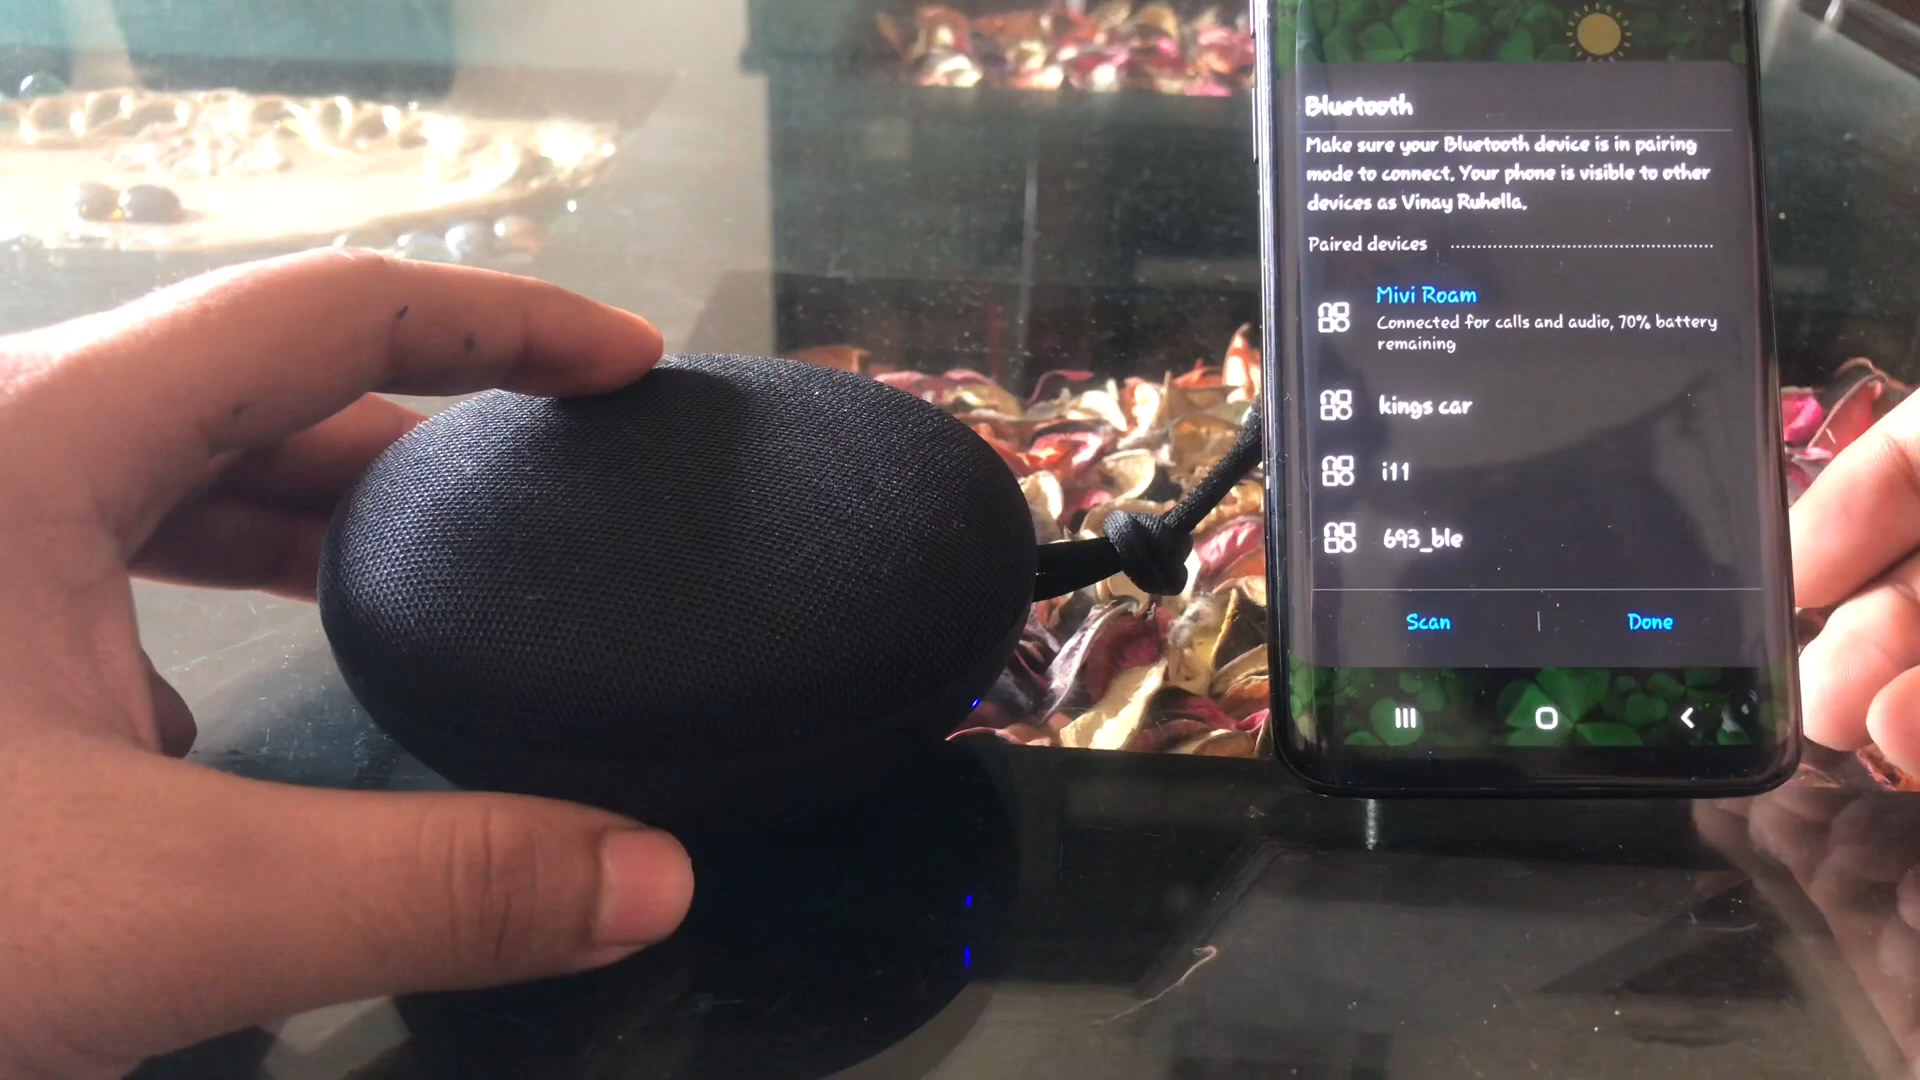 Bluetooth
Make sure your Bluetooth device is in pairing
mode to connect. Your phone is visible to other
devices as Vinay Ruhella.
Paired devices
Mivi Roam
Connected for calls and audio, 70% battery
remaining
kings car
i11
693_ble
Scan
Done